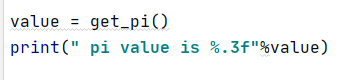 value = get_pi()
print(" pi value is %.3f"%value)